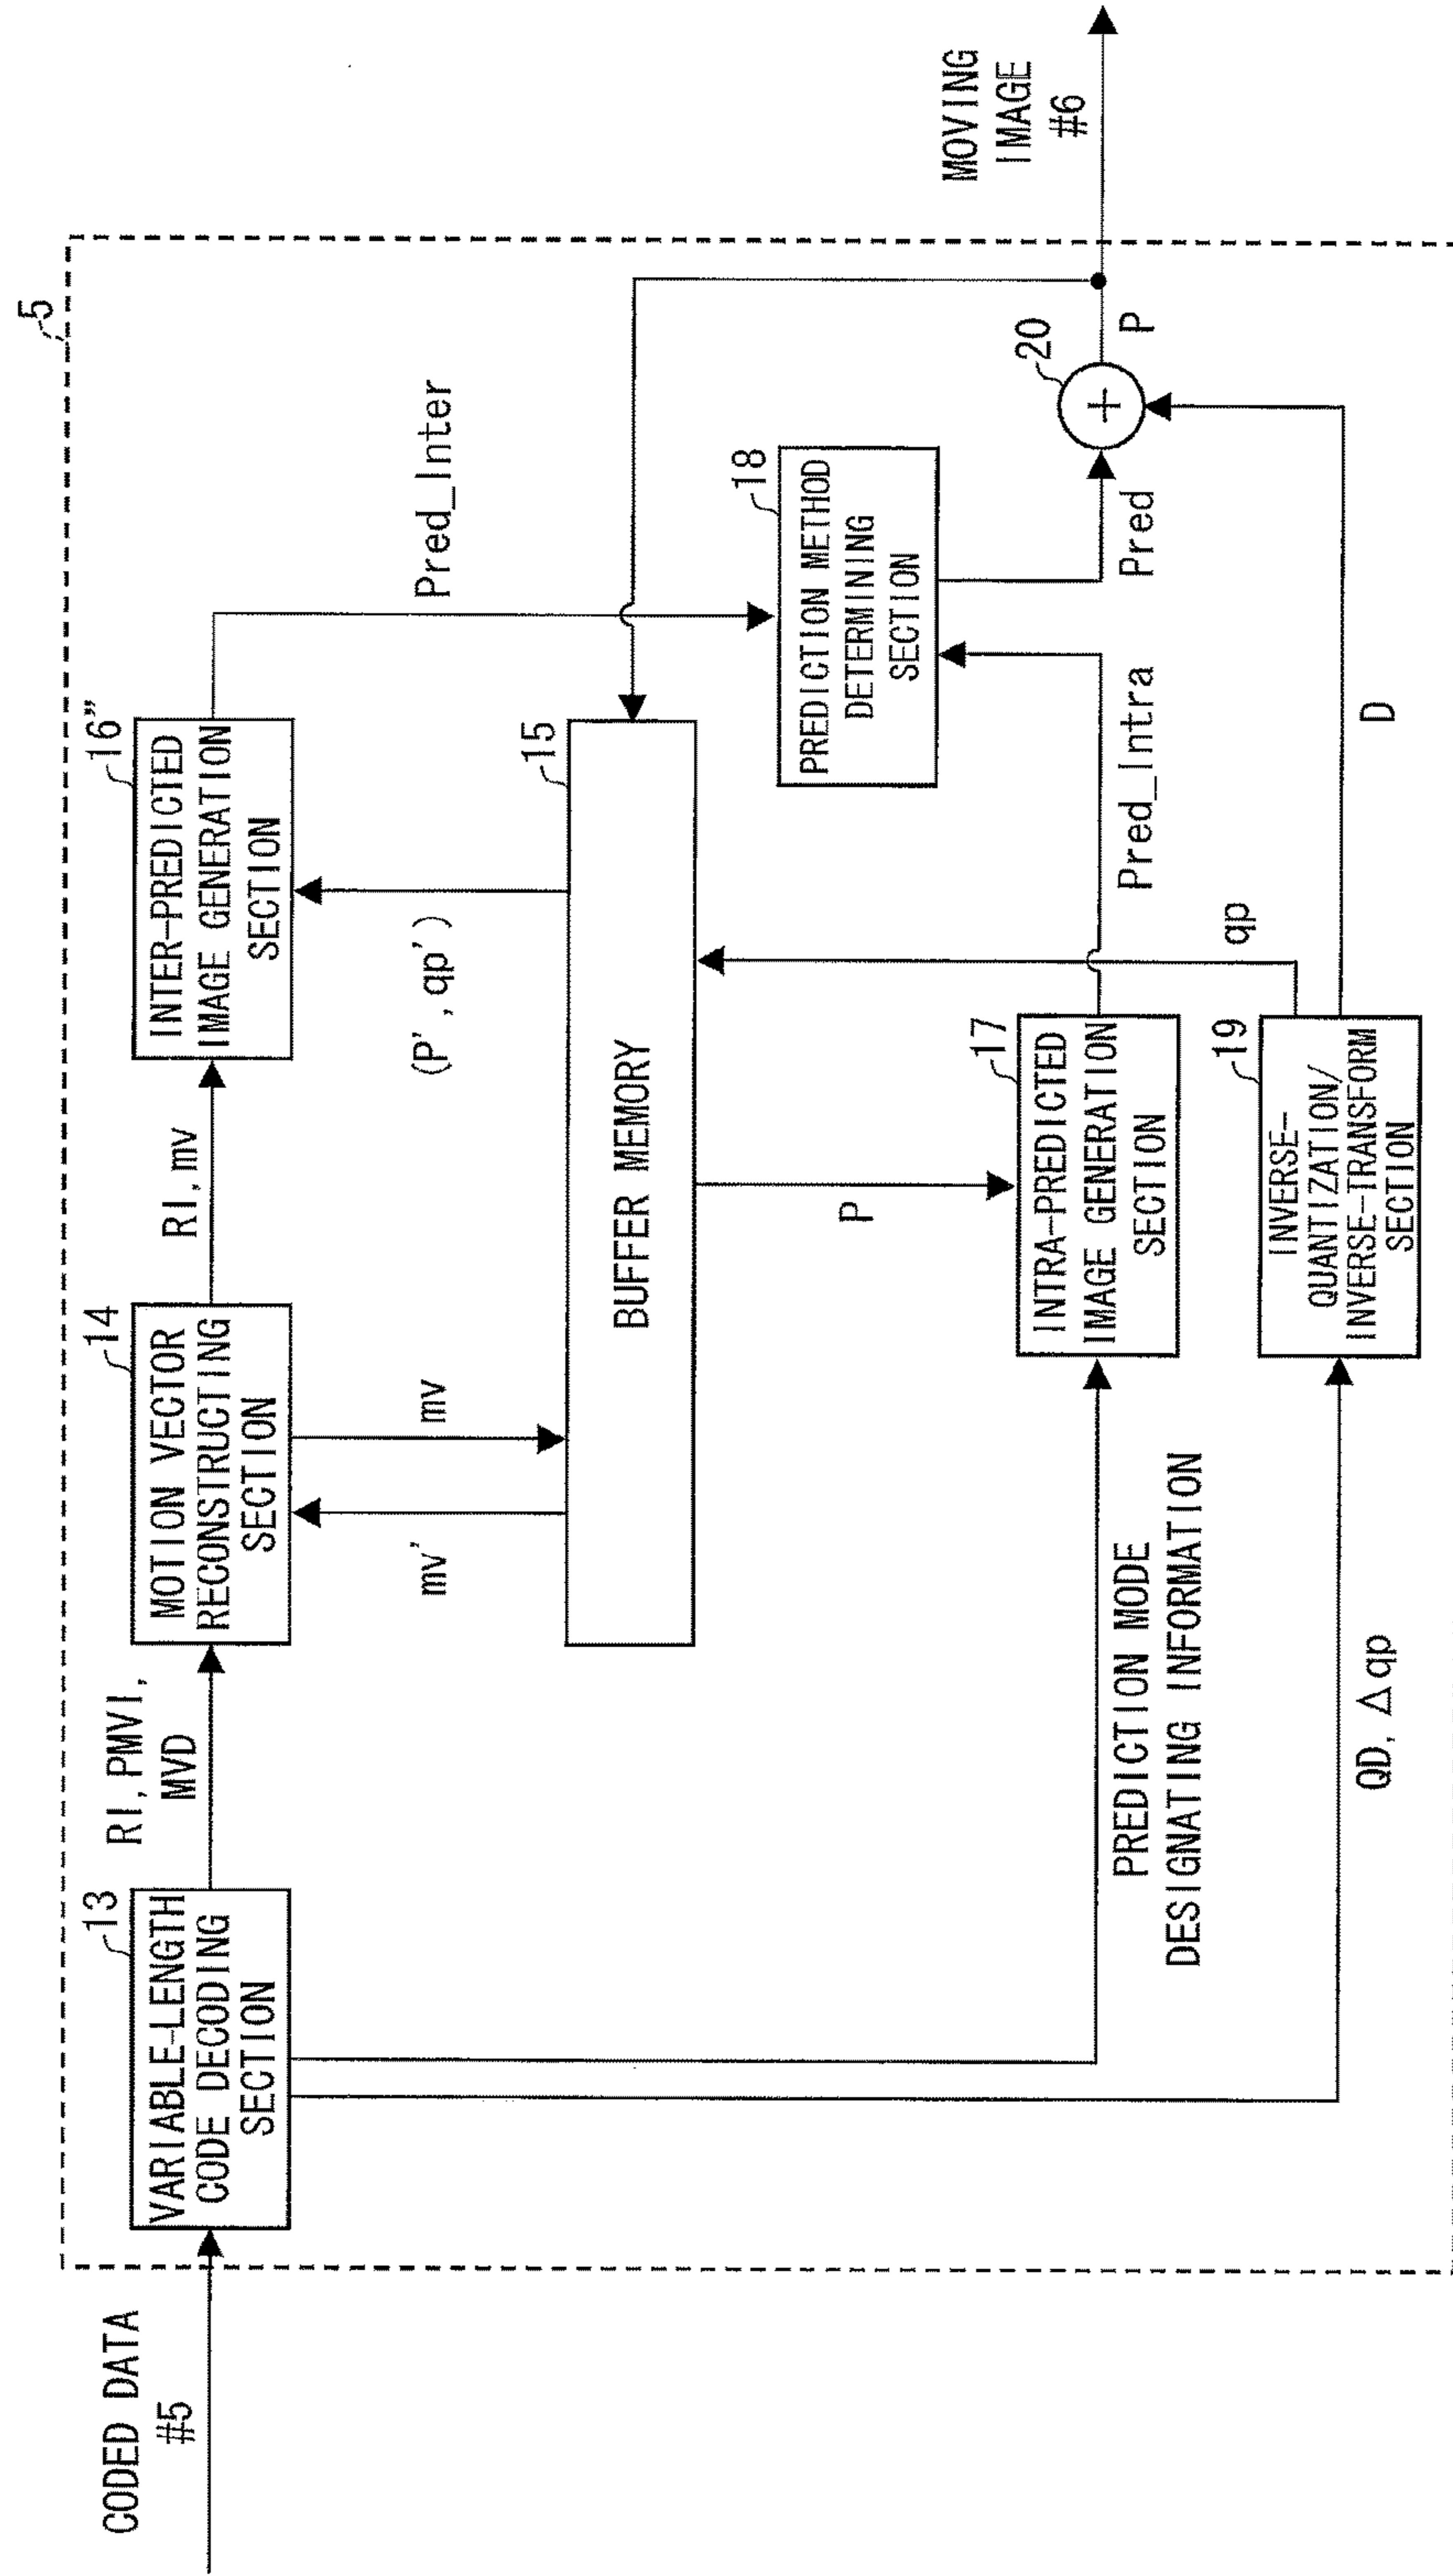 CODED DATA
#5
5
13
VARIABLE-LENGTH
CODE DECODING
SECTION
RI, PMVI,
MVD
14
MOTION VECTOR
RECONSTRUCTING
SECTION
RI, mv
16"
INTER-PREDICTED
IMAGE GENERATION
SECTION
Pred_Inter
mv'
mv
(P', qp')
15
BUFFER MEMORY
P
18
PREDICTION METHOD
DETERMINING
SECTION
17
INTRA-PREDICTED
IMAGE GENERATION
SECTION
PREDICTION MODE
DESIGNATING INFORMATION
Pred_Intra
Pred
20
+
P
MOVING
IMAGE
#6
qp
19
INVERSE-
QUANTIZATION/
INVERSE-TRANSFORM
SECTION
QD, △qp
D